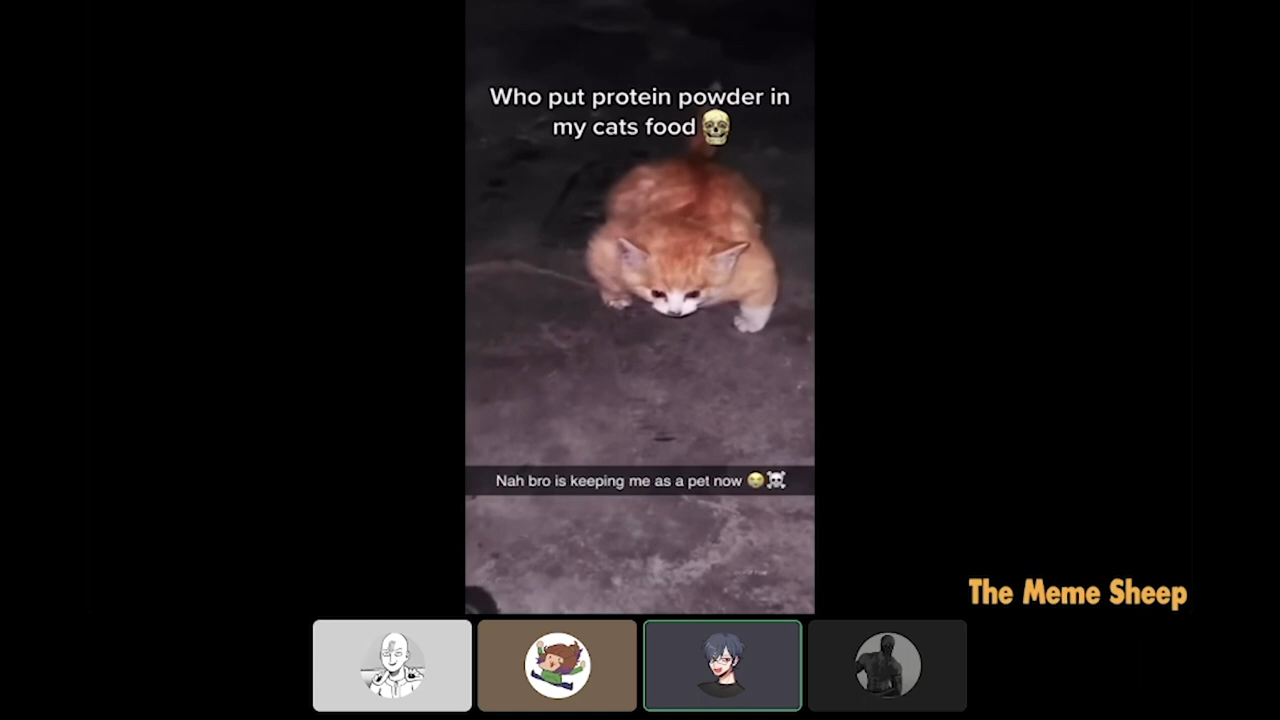 Who put protein powder in
my cats food 💀
Nah bro is keeping me as a pet now 😭☠️
The Meme Sheep